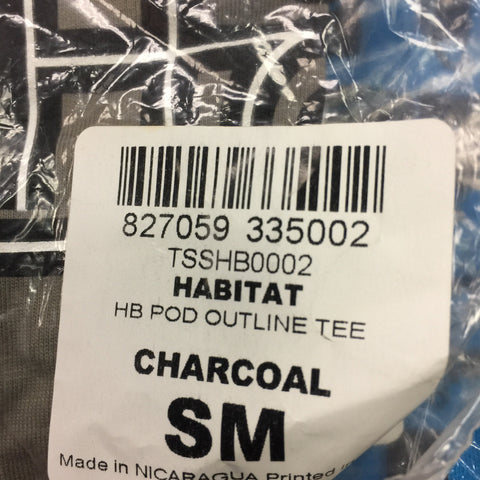 827059 335002
TSSHB0002
HABITAT
HB POD OUTLINE TEE
CHARCOAL
SM
Made in NICARAGUA Printed